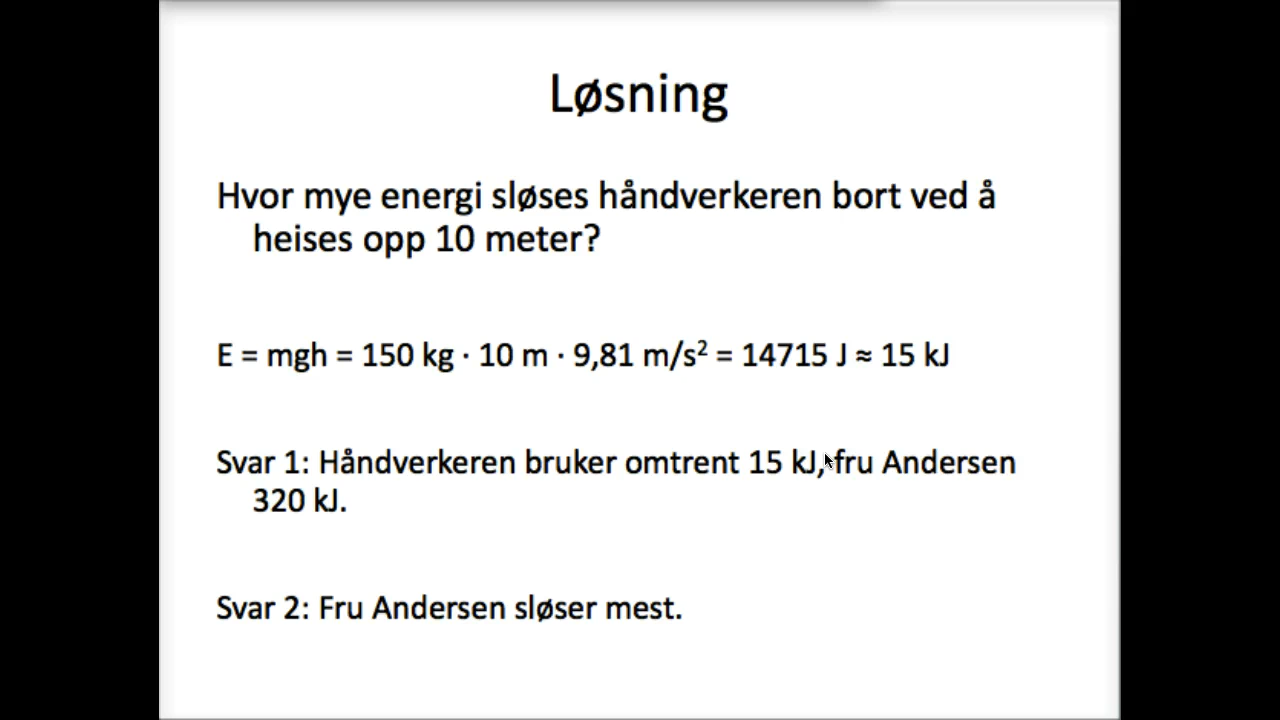 Løsning
Hvor mye energi sløses håndverkeren bort ved å
heises opp 10 meter?
E = mgh = 150 kg · 10 m · 9,81 m/s² = 14715 J ≈ 15 kJ
Svar 1: Håndverkeren bruker omtrent 15 kJ, fru Andersen
320 kJ.
Svar 2: Fru Andersen sløser mest.